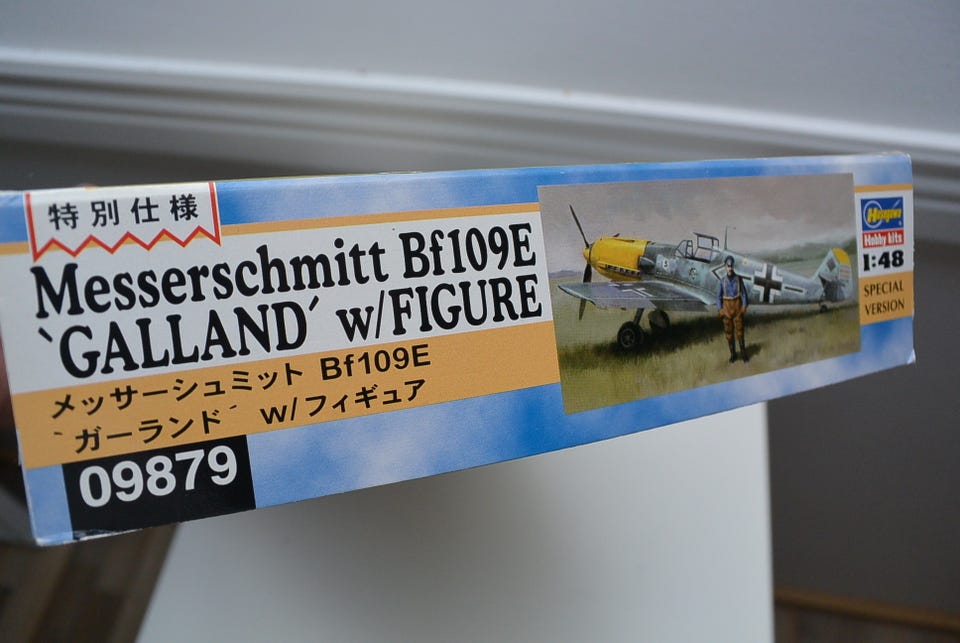 特別仕様
Messerschmitt Bf109E
`GALLAND´ w/FIGURE
メッサーシュミット Bf109E
`ガーランド´ w/フィギュア
09879
Hasegawa
Hobby kits
1:48
SPECIAL
VERSION